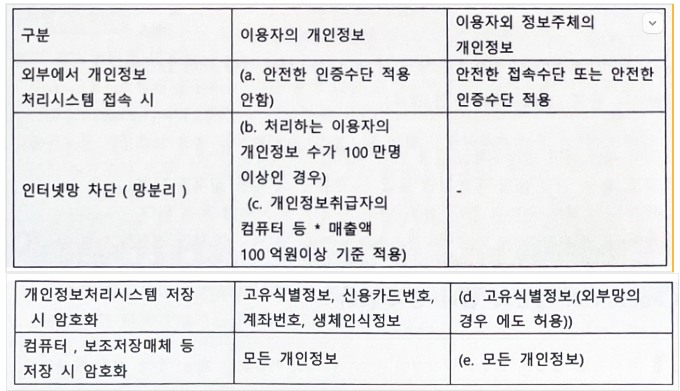 구분
이용자의 개인정보
이용자외 정보주체의
개인정보
외부에서 개인정보
처리시스템 접속 시
(a. 안전한 인증수단 적용
안함)
안전한 접속수단 또는 안전한
인증수단 적용
인터넷망 차단 ( 망분리 )
(b. 처리하는 이용자의
개인정보 수가 100 만명
이상인 경우)
(c. 개인정보취급자의
컴퓨터 등 * 매출액
100 억원이상 기준 적용)
-
개인정보처리시스템 저장
시 암호화
고유식별정보, 신용카드번호,
계좌번호, 생체인식정보
(d. 고유식별정보,(외부망의
경우 에도 허용))
컴퓨터 , 보조저장매체 등
저장 시 암호화
모든 개인정보
(e. 모든 개인정보)